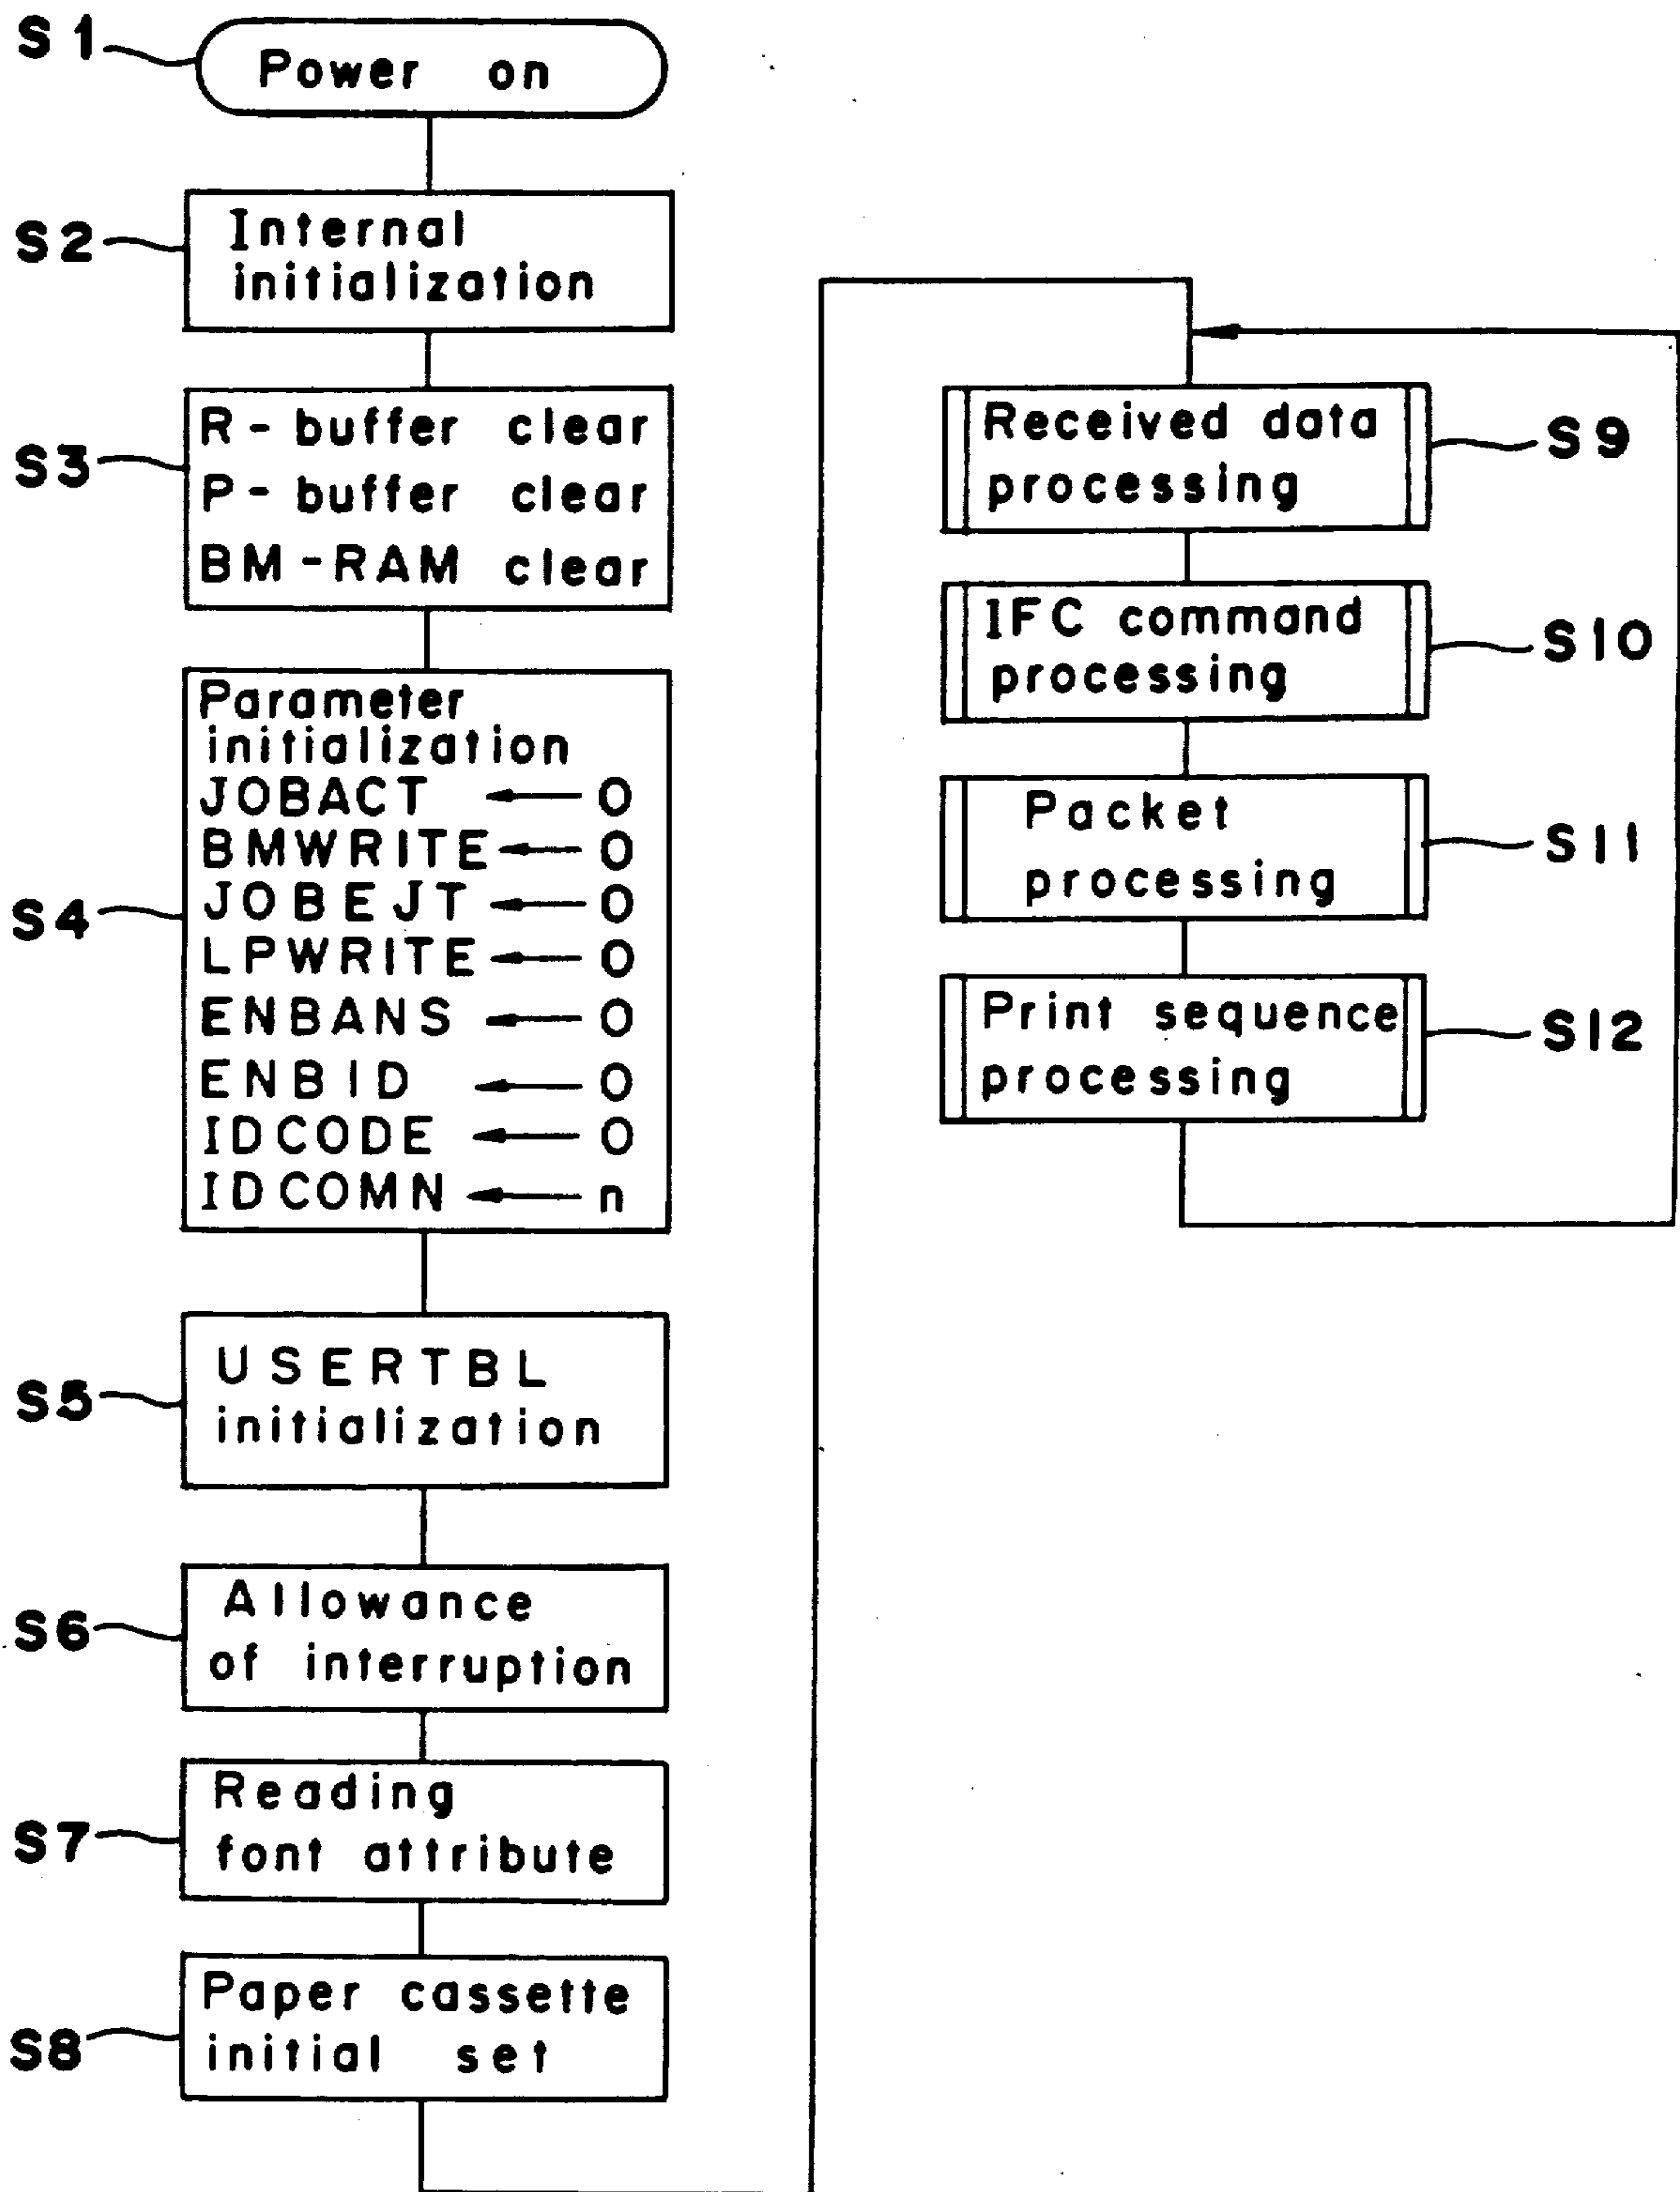 S1
Power on
S2
Internal
initialization
S3
R-buffer clear
P-buffer clear
BM-RAM clear
S4
Parameter
initialization
JOBACT ← 0
BMWRITE ← 0
JOBEJT ← 0
LPWRITE ← 0
ENBANS ← 0
ENBID ← 0
IDCODE ← 0
IDCOMN ← n
S5
USERTBL
initialization
S6
Allowance
of interruption
S7
Reading
font attribute
S8
Paper cassette
initial set
Received data
processing
S9
IFC command
processing
S10
Packet
processing
S11
Print sequence
processing
S12